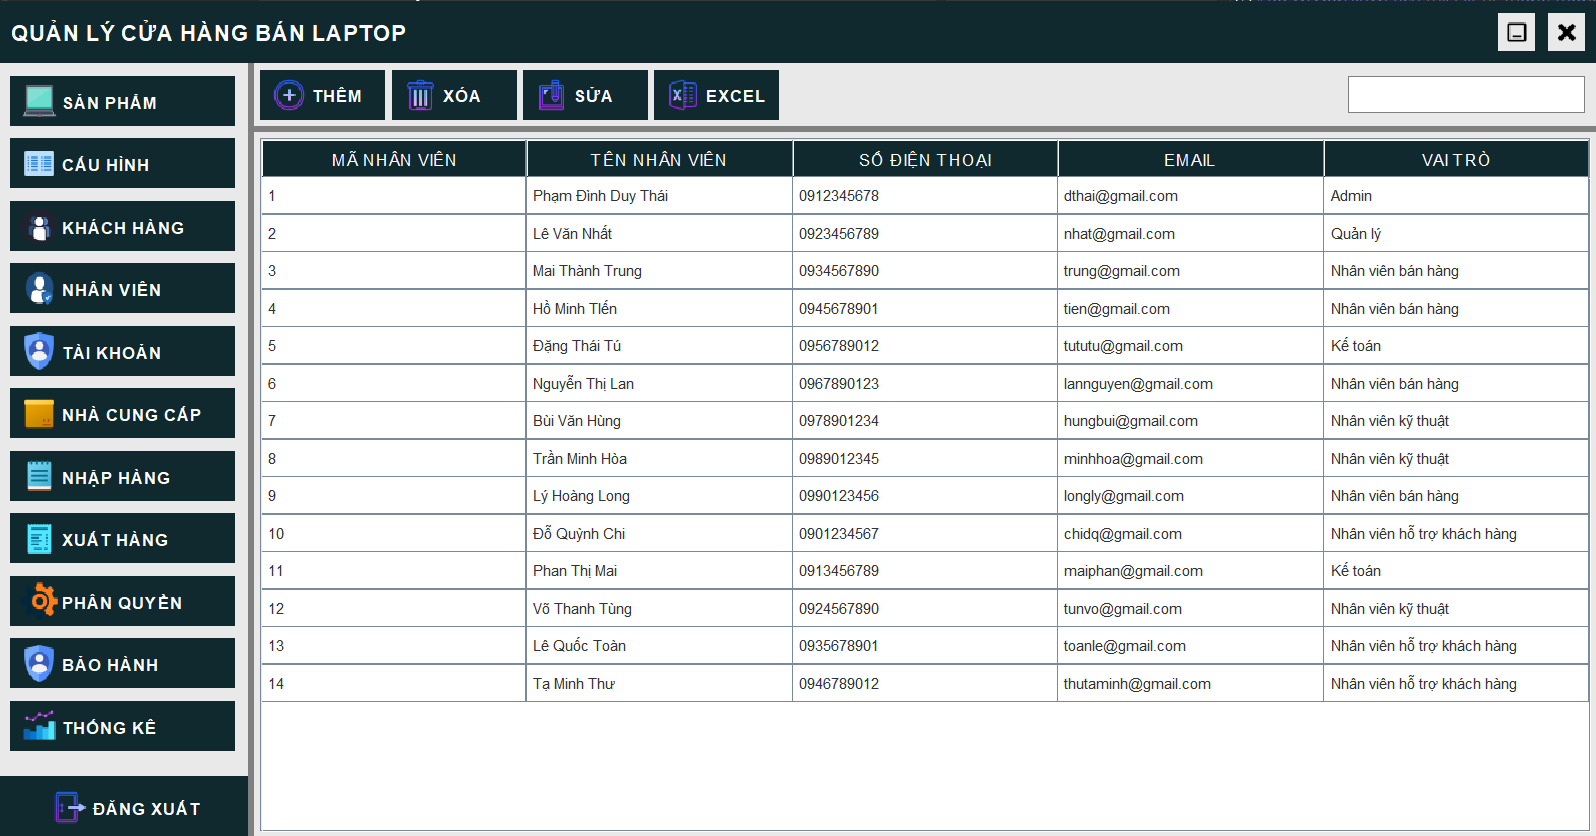 QUẢN LÝ CỬA HÀNG BÁN LAPTOP
SẢN PHẨM
CẤU HÌNH
KHÁCH HÀNG
NHÂN VIÊN
TÀI KHOẢN
NHÀ CUNG CẤP
NHẬP HÀNG
XUẤT HÀNG
PHÂN QUYỀN
BẢO HÀNH
THỐNG KÊ
ĐĂNG XUẤT
THÊM XÓA SỬA EXCEL
MÃ NHÂN VIÊN TÊN NHÂN VIÊN SỐ ĐIỆN THOẠI EMAIL VAI TRÒ
1 Phạm Đình Duy Thái 0912345678 dthai@gmail.com Admin
2 Lê Văn Nhất 0923456789 nhat@gmail.com Quản lý
3 Mai Thành Trung 0934567890 trung@gmail.com Nhân viên bán hàng
4 Hồ Minh TIến 0945678901 tien@gmail.com Nhân viên bán hàng
5 Đặng Thái Tú 0956789012 tututu@gmail.com Kế toán
6 Nguyễn Thị Lan 0967890123 lannguyen@gmail.com Nhân viên bán hàng
7 Bùi Văn Hùng 0978901234 hungbui@gmail.com Nhân viên kỹ thuật
8 Trần Minh Hòa 0989012345 minhhoa@gmail.com Nhân viên kỹ thuật
9 Lý Hoàng Long 0990123456 longly@gmail.com Nhân viên bán hàng
10 Đỗ Quỳnh Chi 0901234567 chidq@gmail.com Nhân viên hỗ trợ khách hàng
11 Phan Thị Mai 0913456789 maiphan@gmail.com Kế toán
12 Võ Thanh Tùng 0924567890 tunvo@gmail.com Nhân viên kỹ thuật
13 Lê Quốc Toàn 0935678901 toanle@gmail.com Nhân viên hỗ trợ khách hàng
14 Tạ Minh Thư 0946789012 thutaminh@gmail.com Nhân viên hỗ trợ khách hàng